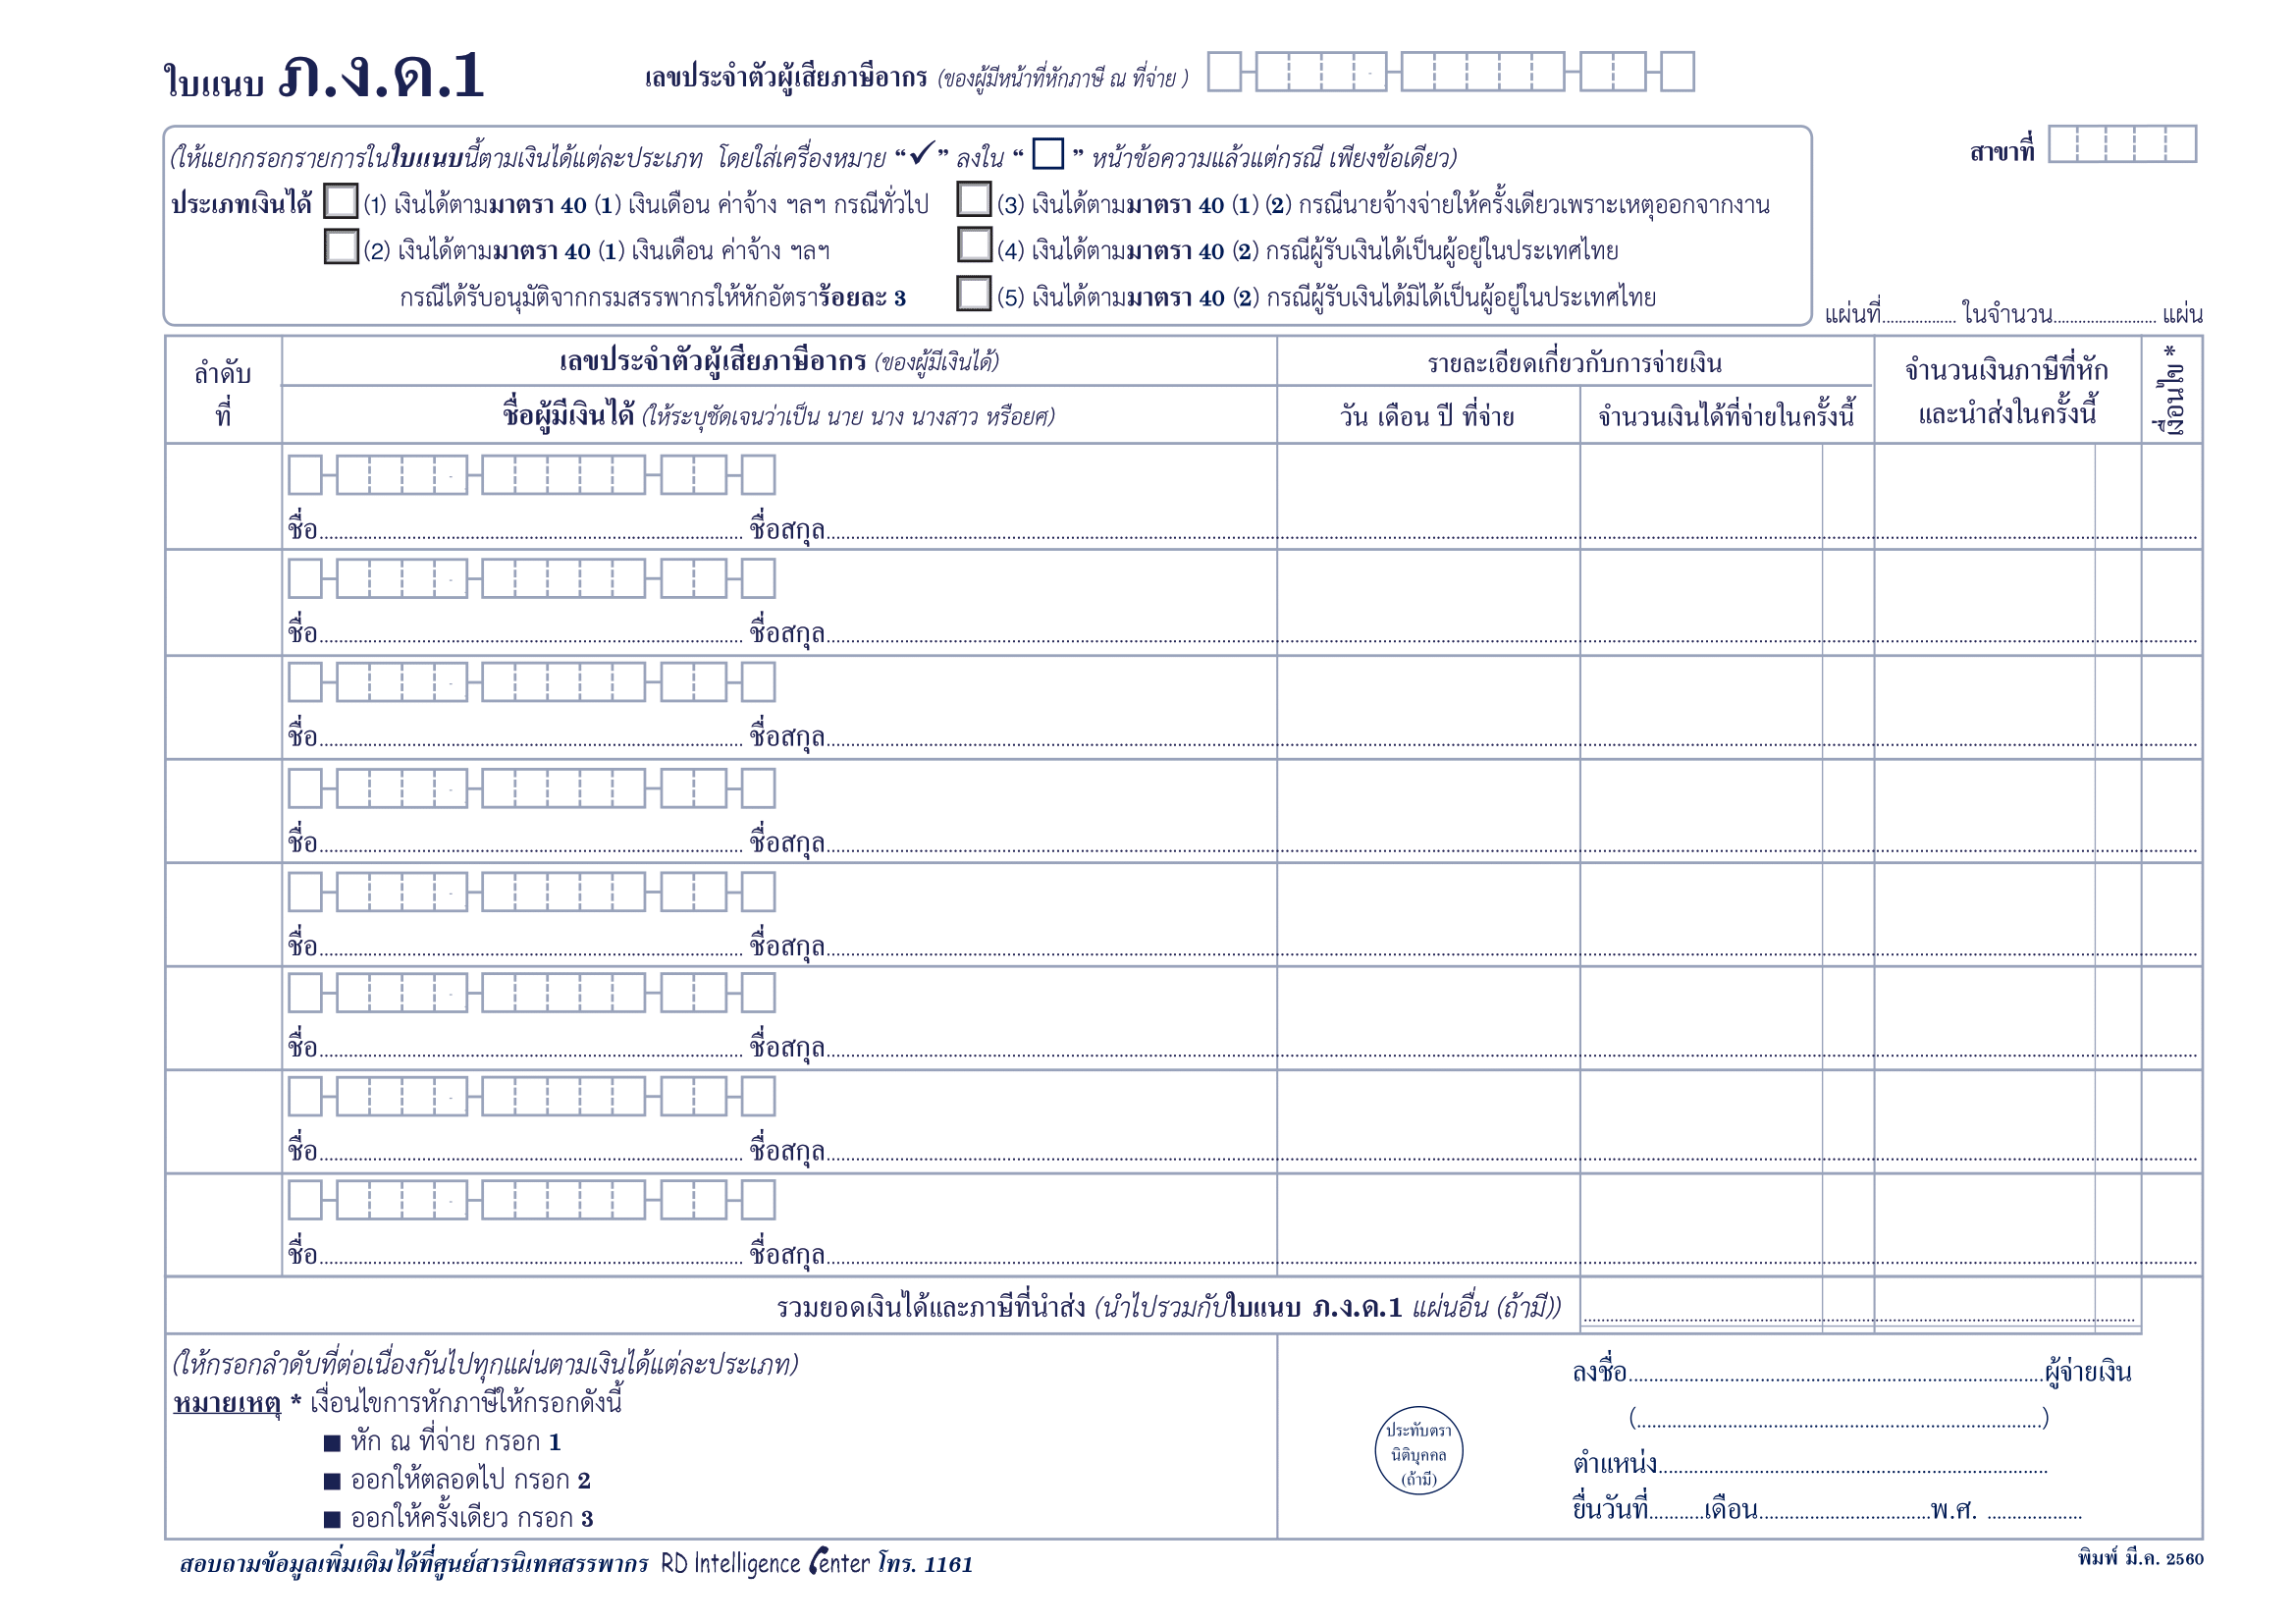 ใบแนบ ภ.ง.ด.1
เลขประจำตัวผู้เสียภาษีอากร (ของผู้มีหน้าที่หักภาษี ณ ที่จ่าย )
สาขาที่
(ให้แยกกรอกรายการในใบแนบนี้ตามเงินได้แต่ละประเภท โดยใส่เครื่องหมาย “✓” ลงใน “☐” หน้าข้อความแล้วแต่กรณี เพียงข้อเดียว)
ประเภทเงินได้ ☐ (1) เงินได้ตามมาตรา 40 (1) เงินเดือน ค่าจ้าง ฯลฯ กรณีทั่วไป
☐ (2) เงินได้ตามมาตรา 40 (1) เงินเดือน ค่าจ้าง ฯลฯ
กรณีได้รับอนุมัติจากกรมสรรพากรให้หักอัตราร้อยละ 3
☐ (3) เงินได้ตามมาตรา 40 (1) (2) กรณีนายจ้างจ่ายให้ครั้งเดียวเพราะเหตุออกจากงาน
☐ (4) เงินได้ตามมาตรา 40 (2) กรณีผู้รับเงินได้เป็นผู้อยู่ในประเทศไทย
☐ (5) เงินได้ตามมาตรา 40 (2) กรณีผู้รับเงินได้มิได้เป็นผู้อยู่ในประเทศไทย
แผ่นที่.................. ในจำนวน......................... แผ่น
ลำดับ
ที่
เลขประจำตัวผู้เสียภาษีอากร (ของผู้มีเงินได้)
ชื่อผู้มีเงินได้ (ให้ระบุชัดเจนว่าเป็น นาย นาง นางสาว หรือยศ)
รายละเอียดเกี่ยวกับการจ่ายเงิน
วัน เดือน ปี ที่จ่าย
จำนวนเงินได้ที่จ่ายในครั้งนี้
จำนวนเงินภาษีที่หัก
และนำส่งในครั้งนี้
เงื่อนไข *
ชื่อ.................... ชื่อสกุล....................
ชื่อ.................... ชื่อสกุล....................
ชื่อ.................... ชื่อสกุล....................
ชื่อ.................... ชื่อสกุล....................
ชื่อ.................... ชื่อสกุล....................
ชื่อ.................... ชื่อสกุล....................
ชื่อ.................... ชื่อสกุล....................
ชื่อ.................... ชื่อสกุล....................
รวมยอดเงินได้และภาษีที่นำส่ง (นำไปรวมกับใบแนบ ภ.ง.ด.1 แผ่นอื่น (ถ้ามี))
(ให้กรอกลำดับที่ต่อเนื่องกันไปทุกแผ่นตามเงินได้แต่ละประเภท)
หมายเหตุ * เงื่อนไขการหักภาษีให้กรอกดังนี้
■ หัก ณ ที่จ่าย กรอก 1
■ ออกให้ตลอดไป กรอก 2
■ ออกให้ครั้งเดียว กรอก 3
ประทับตรา
นิติบุคคล
(ถ้ามี)
ลงชื่อ....................ผู้จ่ายเงิน
(....................)
ตำแหน่ง....................
ยื่นวันที่...........เดือน....................พ.ศ. ...................
สอบถามข้อมูลเพิ่มเติมได้ที่ศูนย์สารนิเทศสรรพากร RD Intelligence Center โทร. 1161
พิมพ์ มี.ค. 2560